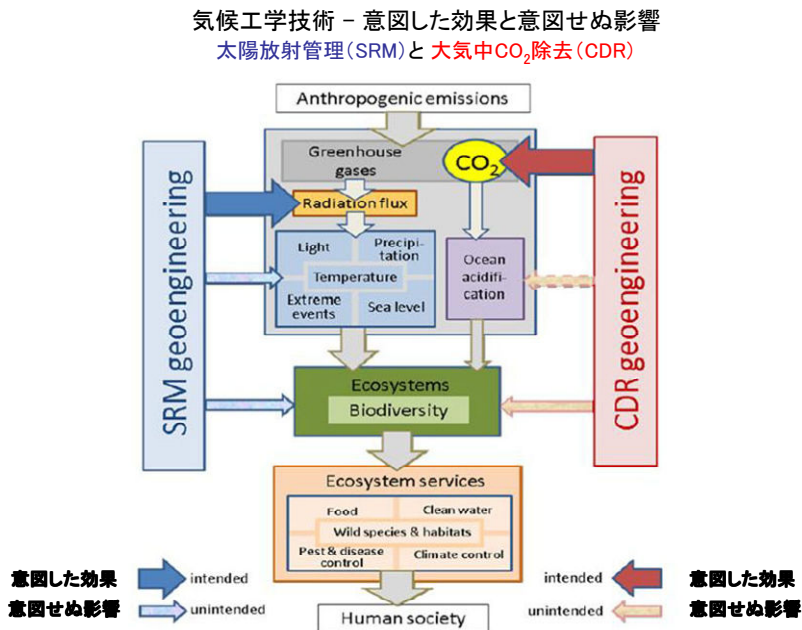 気候工学技術 – 意図した効果と意図せぬ影響
太陽放射管理(SRM)と 大気中CO₂除去(CDR)
Anthropogenic emissions
Greenhouse
gases
CO₂
Radiation flux
Light
Precipi-
tation
Temperature
Extreme
events
Sea level
Ocean
acidifi-
cation
SRM geoengineering
CDR geoengineering
Ecosystems
Biodiversity
Ecosystem services
Food
Clean water
Wild species & habitats
Pest & disease
control
Climate control
Human society
意図した効果
intended
意図せぬ影響
unintended
intended
意図した効果
unintended
意図せぬ影響